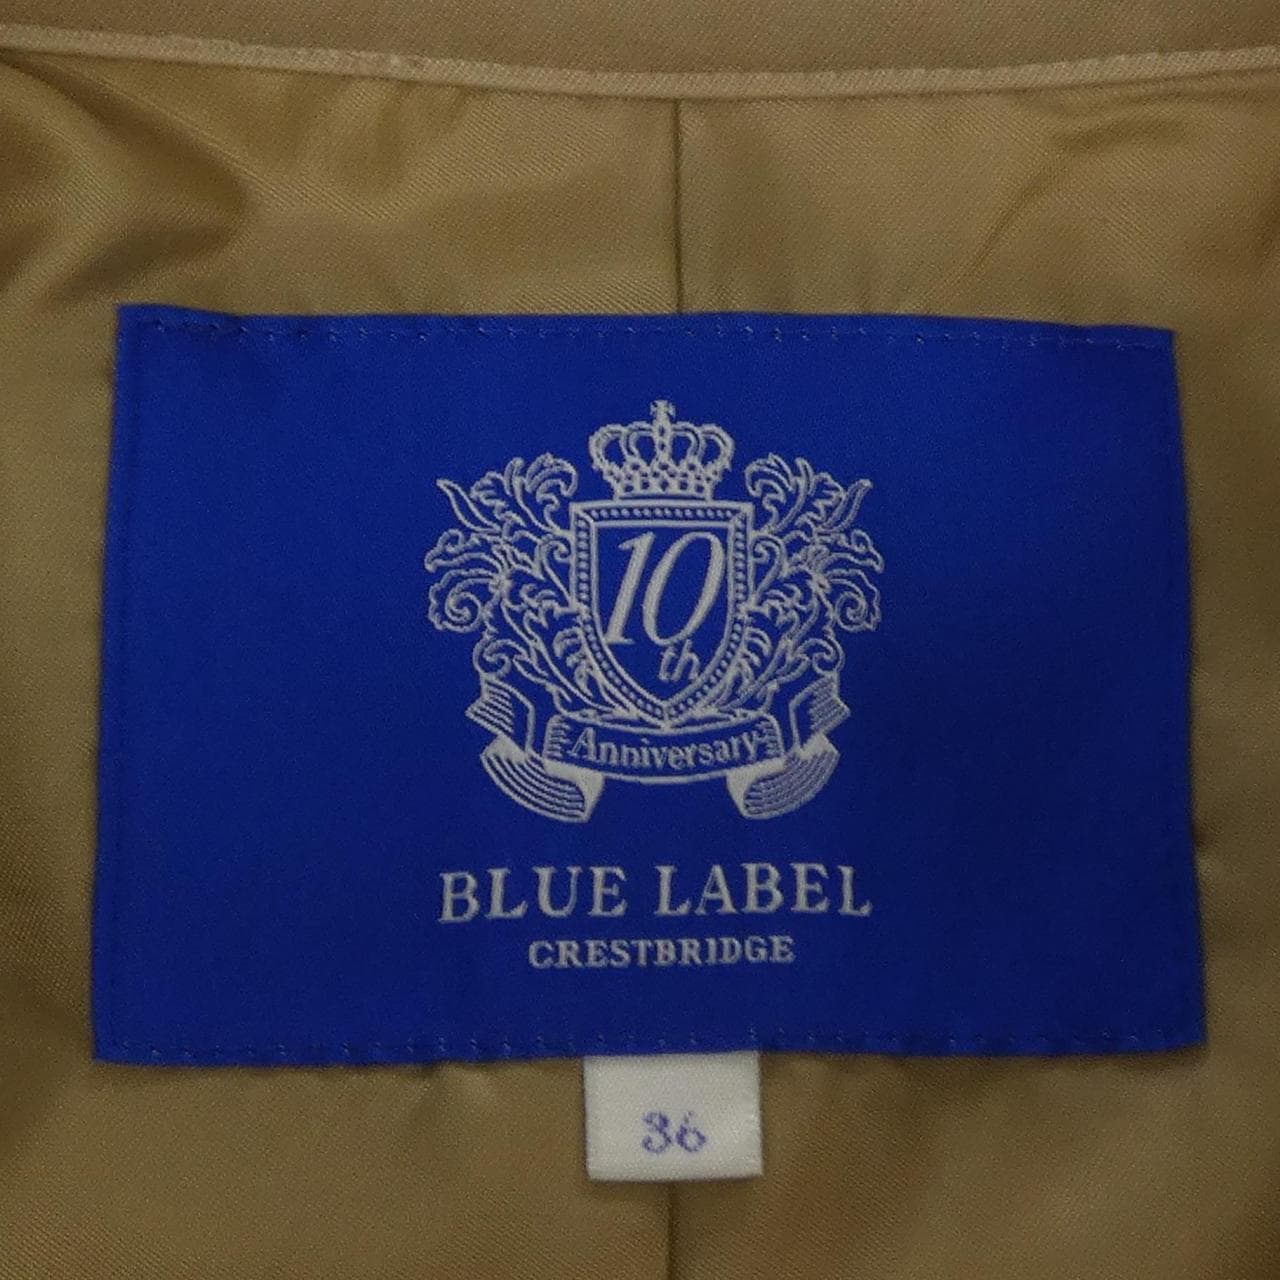 10
th
Anniversary
BLUE LABEL
CRESTBRIDGE
36